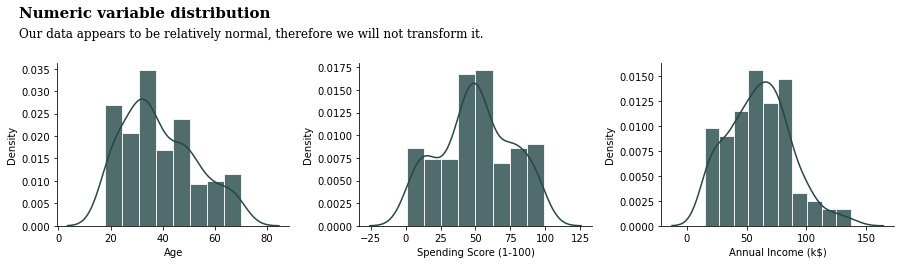 Numeric variable distribution
Our data appears to be relatively normal, therefore we will not transform it.
0.035
0.030
0.025
0.020
0.015
0.010
0.005
0.000
Density
0 20 40 60 80
Age
0.0175
0.0150
0.0125
0.0100
0.0075
0.0050
0.0025
0.0000
Density
−25 0 25 50 75 100 125
Spending Score (1-100)
0.0150
0.0125
0.0100
0.0075
0.0050
0.0025
0.0000
Density
0 50 100 150
Annual Income (k$)